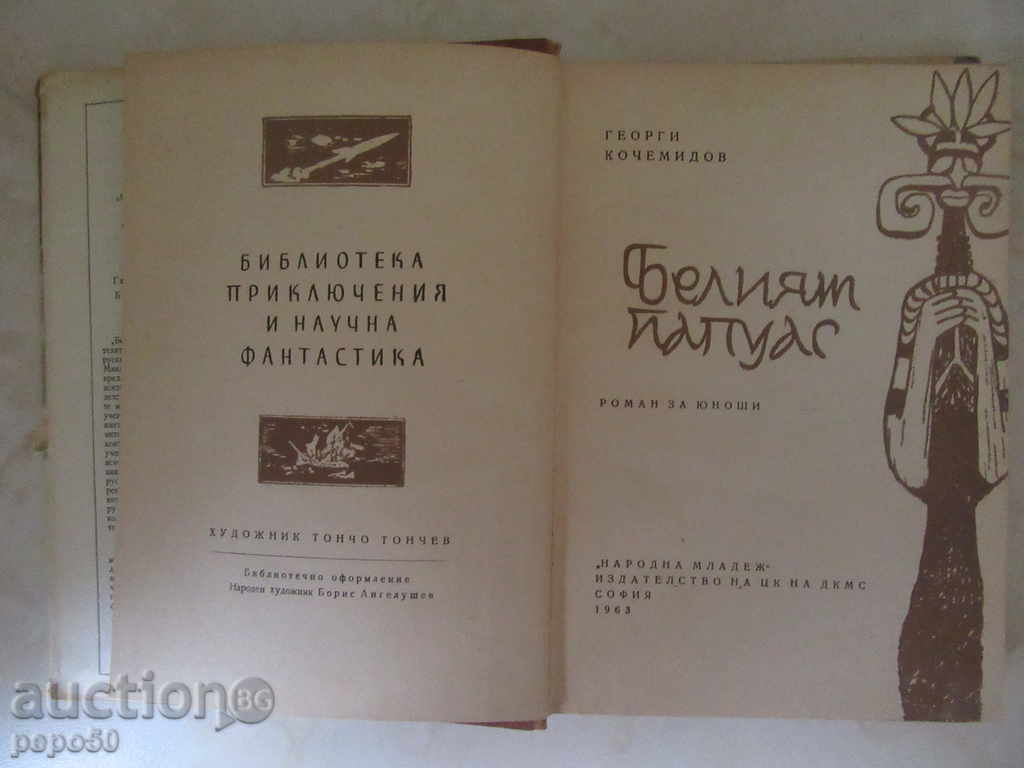 БИБЛИОТЕКА
ПРИКЛЮЧЕНИЯ
И НАУЧНА
ФАНТАСТИКА
ХУДОЖНИК ТОНЧО ТОНЧЕВ
Библиотечно оформление
Народен художник Борис Ангелушев
ГЕОРГИ
КОЧЕМИДОВ
Белият
папуас
РОМАН ЗА ЮНОШИ
„НАРОДНА МЛАДЕЖ“
ИЗДАТЕЛСТВО НА ЦК НА ДКМС
СОФИЯ
1963
auction BG
papo50